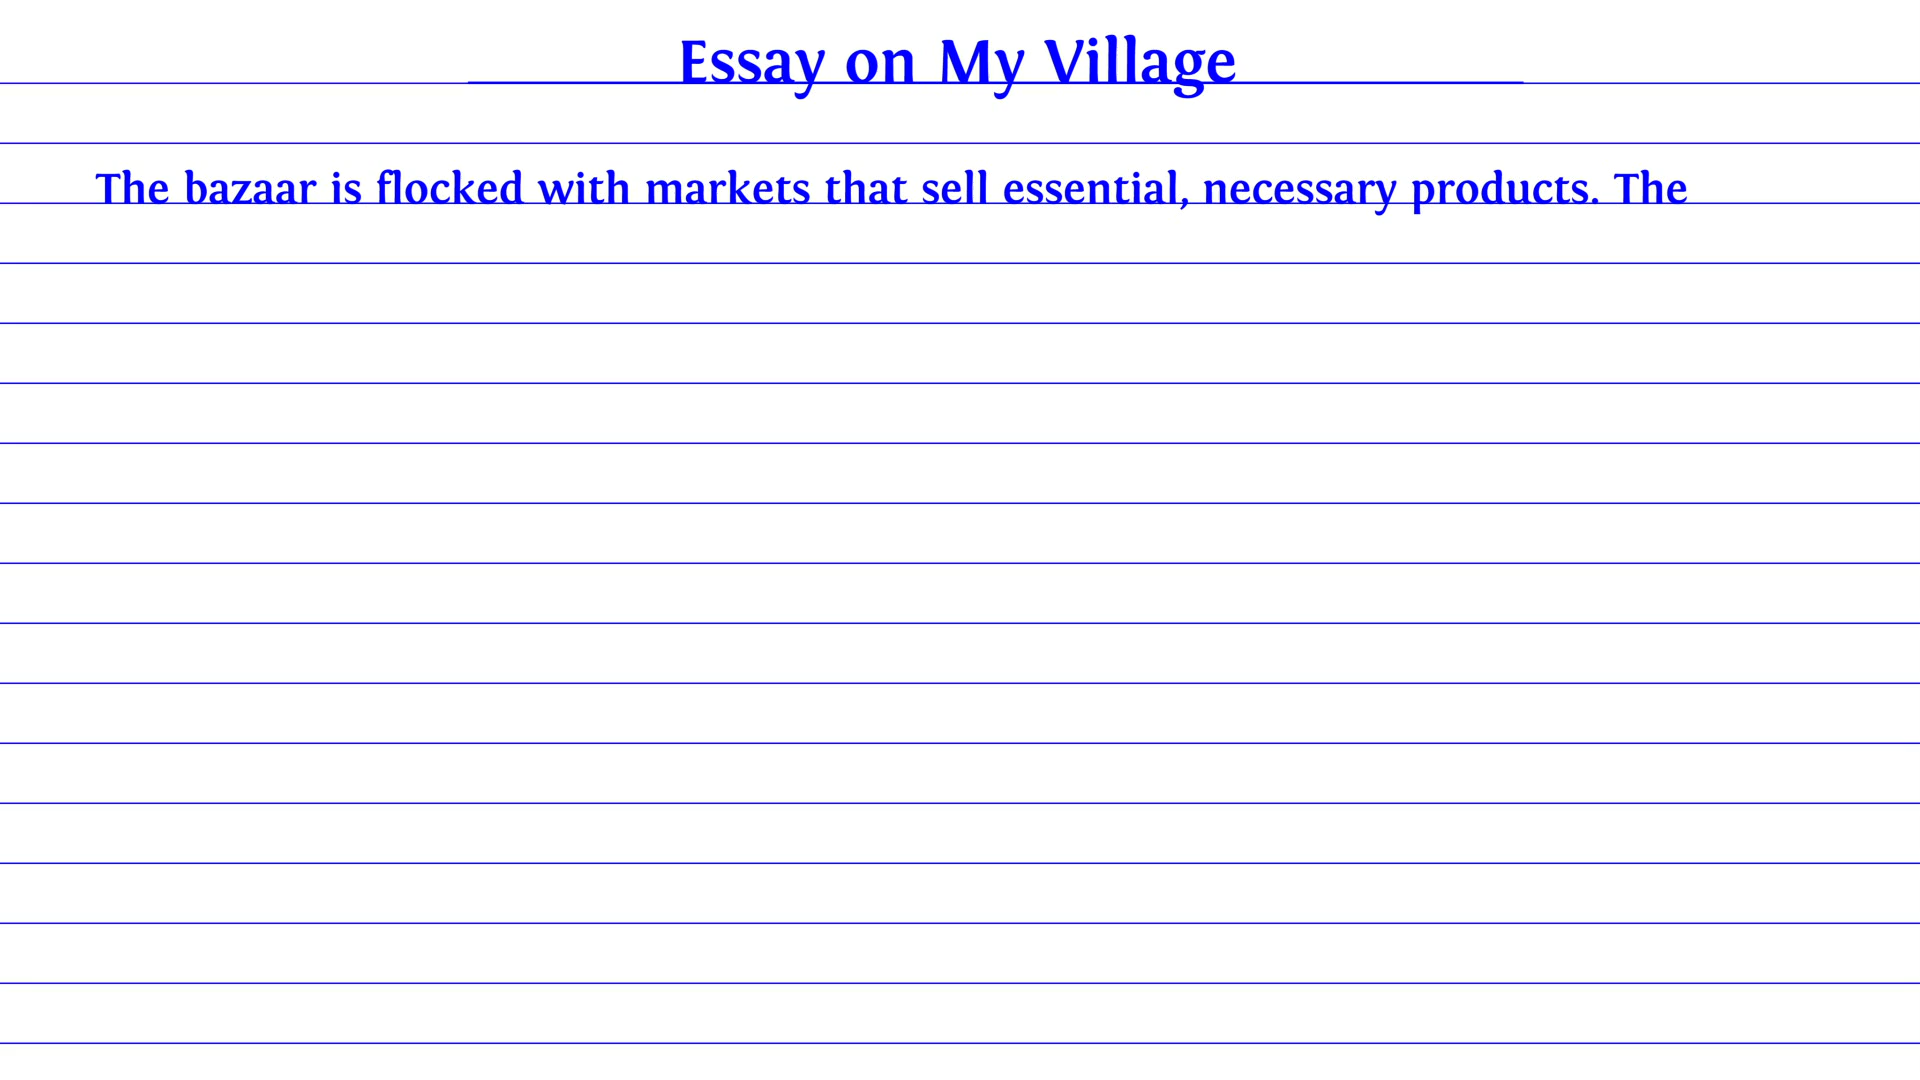 Essay on My Village
The bazaar is flocked with markets that sell essential, necessary products. The